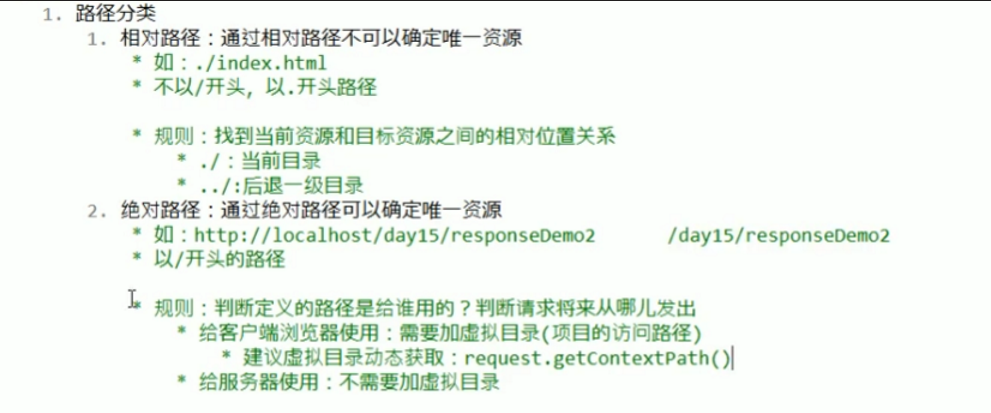 1. 路径分类
1. 相对路径：通过相对路径不可以确定唯一资源
* 如：./index.html
* 不以/开头，以.开头路径
* 规则：找到当前资源和目标资源之间的相对位置关系
* ./：当前目录
* ../:后退一级目录
2. 绝对路径：通过绝对路径可以确定唯一资源
* 如：http://localhost/day15/responseDemo2 /day15/responseDemo2
* 以/开头的路径
* 规则：判断定义的路径是给谁用的？判断请求将来从哪儿发出
* 给客户端浏览器使用：需要加虚拟目录(项目的访问路径)
* 建议虚拟目录动态获取：request.getContextPath()
* 给服务器使用：不需要加虚拟目录